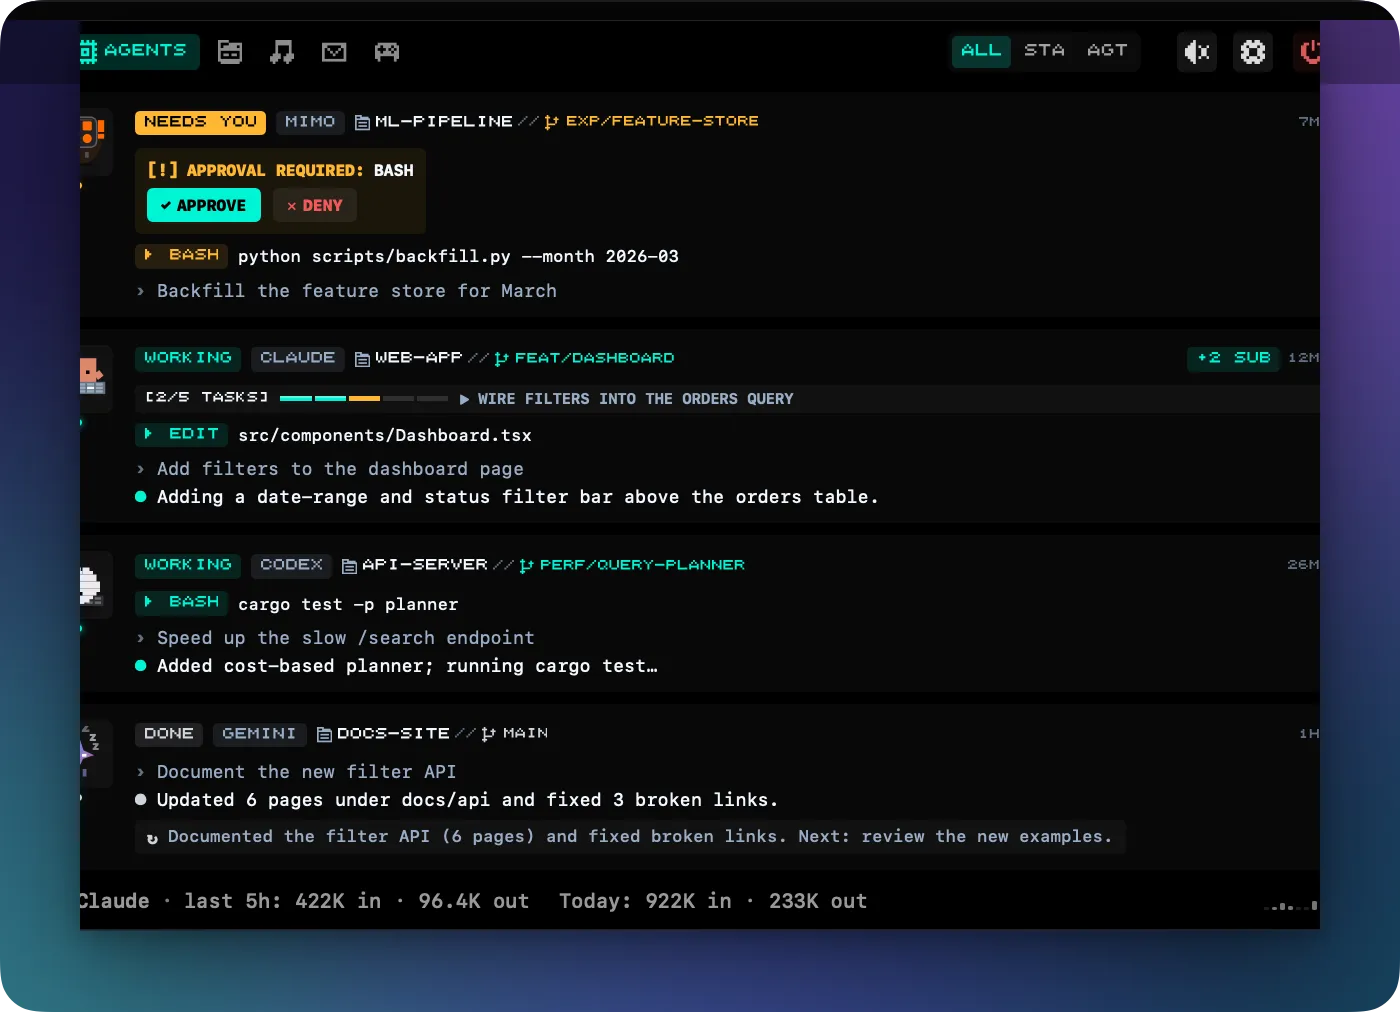 AGENTS
ALL STA AGT
NEEDS YOU MIMO ML-PIPELINE // EXP/FEATURE-STORE 7M
[!] APPROVAL REQUIRED: BASH
✓ APPROVE × DENY
BASH python scripts/backfill.py --month 2026-03
› Backfill the feature store for March
WORKING CLAUDE WEB-APP // FEAT/DASHBOARD +2 SUB 12M
[2/5 TASKS] ▶ WIRE FILTERS INTO THE ORDERS QUERY
EDIT src/components/Dashboard.tsx
› Add filters to the dashboard page
● Adding a date-range and status filter bar above the orders table.
WORKING CODEX API-SERVER // PERF/QUERY-PLANNER 26M
BASH cargo test -p planner
› Speed up the slow /search endpoint
● Added cost-based planner; running cargo test…
z z z
DONE GEMINI DOCS-SITE // MAIN 1H
› Document the new filter API
● Updated 6 pages under docs/api and fixed 3 broken links.
↻ Documented the filter API (6 pages) and fixed broken links. Next: review the new examples.
Claude · last 5h: 422K in · 96.4K out Today: 922K in · 233K out